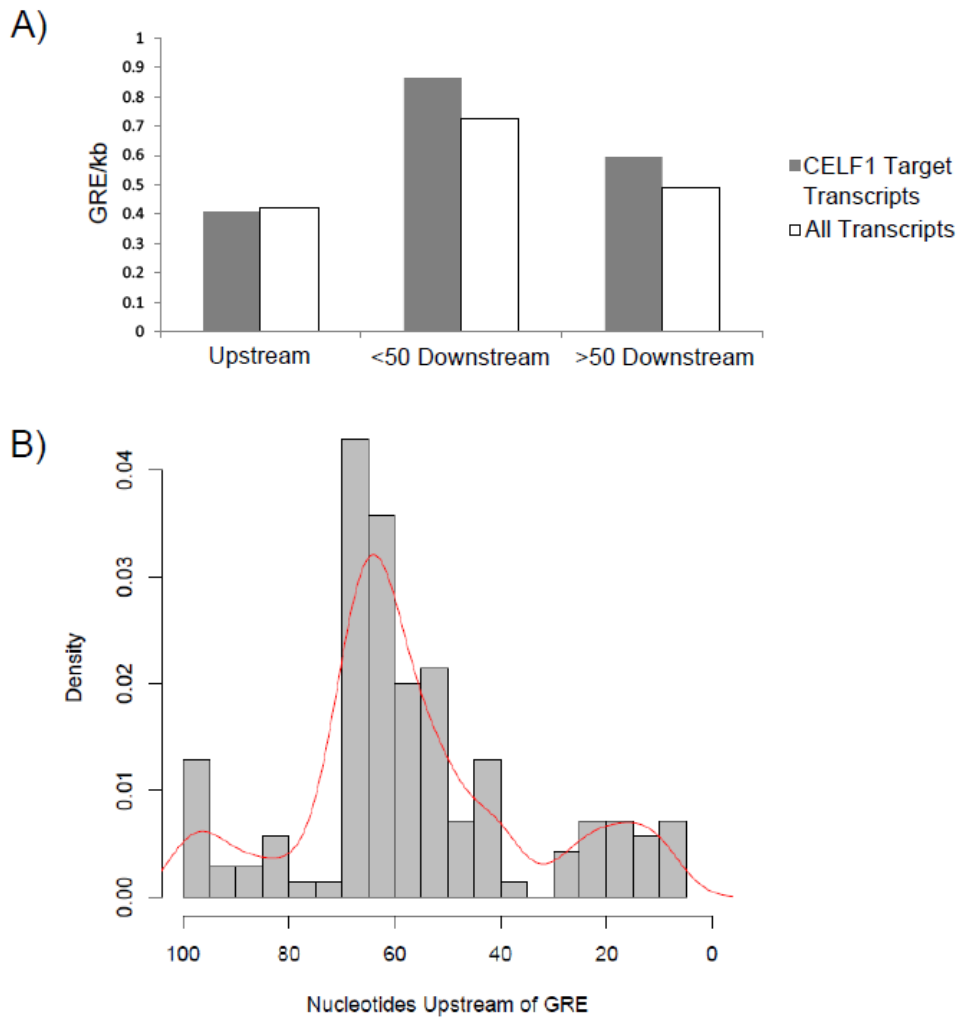 A)
1
0.9
0.8
0.7
0.6
0.5
0.4
0.3
0.2
0.1
0
GRE/kb
Upstream
<50 Downstream
>50 Downstream
CELF1 Target
Transcripts
All Transcripts
B)
0.04
0.03
0.02
0.01
0.00
Density
100
80
60
40
20
0
Nucleotides Upstream of GRE